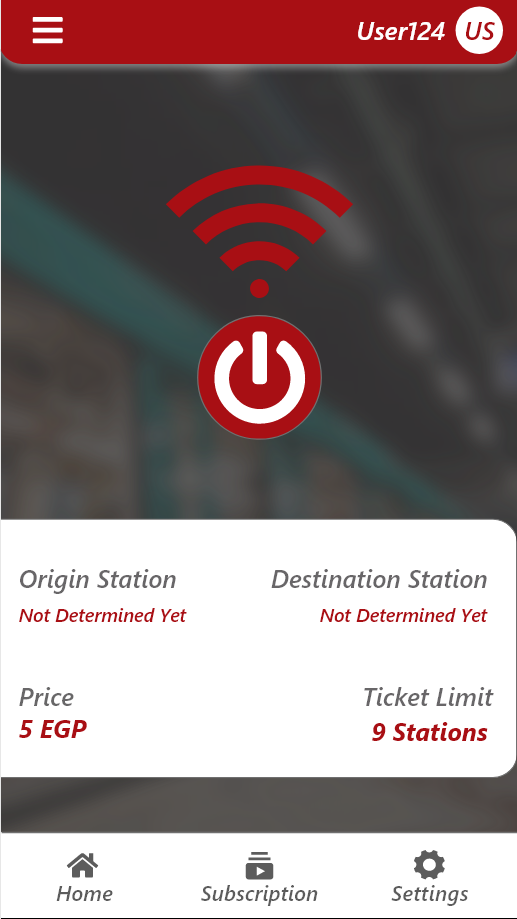 User124 US
Origin Station
Destination Station
Not Determined Yet
Not Determined Yet
Price
Ticket Limit
5 EGP
9 Stations
Home
Subscription
Settings